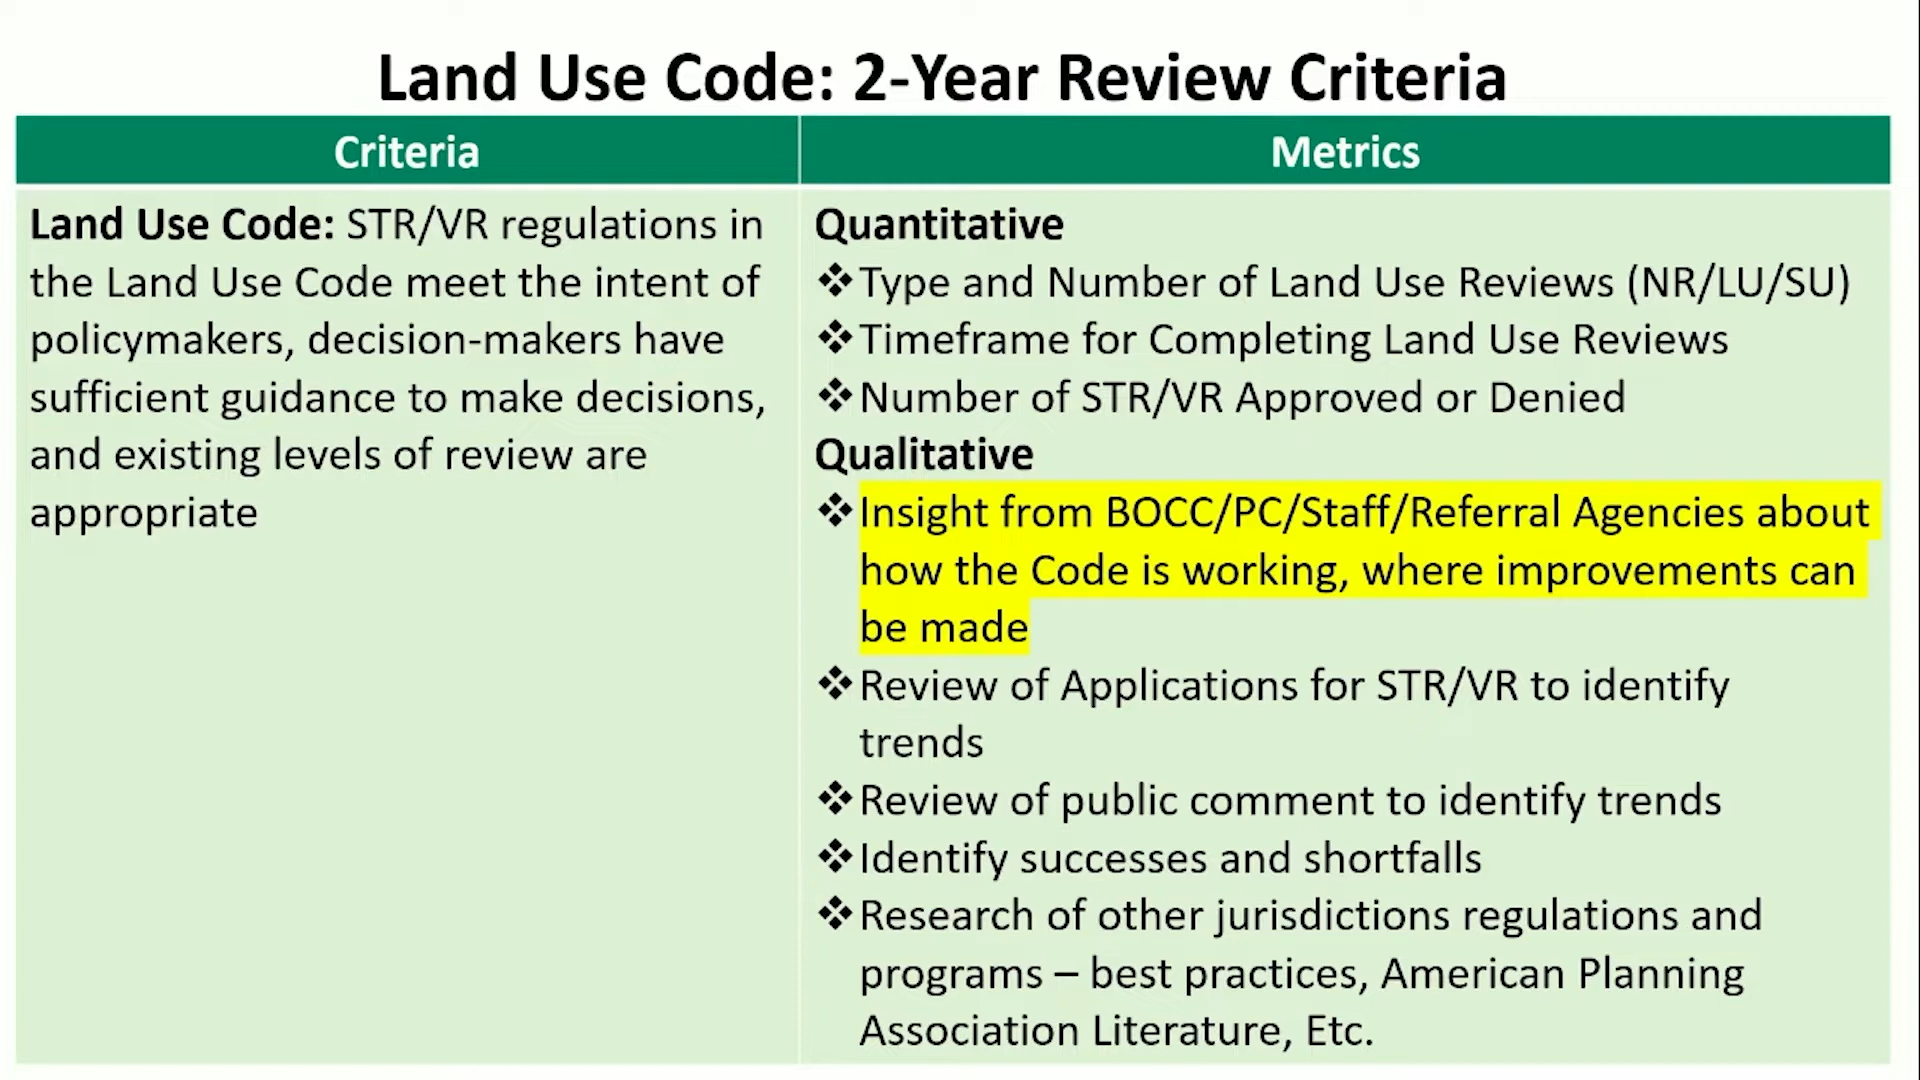 Land Use Code: 2-Year Review Criteria
Criteria
Metrics
Land Use Code: STR/VR regulations in
the Land Use Code meet the intent of
policymakers, decision-makers have
sufficient guidance to make decisions,
and existing levels of review are
appropriate
Quantitative
❖Type and Number of Land Use Reviews (NR/LU/SU)
❖Timeframe for Completing Land Use Reviews
❖Number of STR/VR Approved or Denied
Qualitative
❖Insight from BOCC/PC/Staff/Referral Agencies about
how the Code is working, where improvements can
be made
❖Review of Applications for STR/VR to identify
trends
❖Review of public comment to identify trends
❖Identify successes and shortfalls
❖Research of other jurisdictions regulations and
programs – best practices, American Planning
Association Literature, Etc.